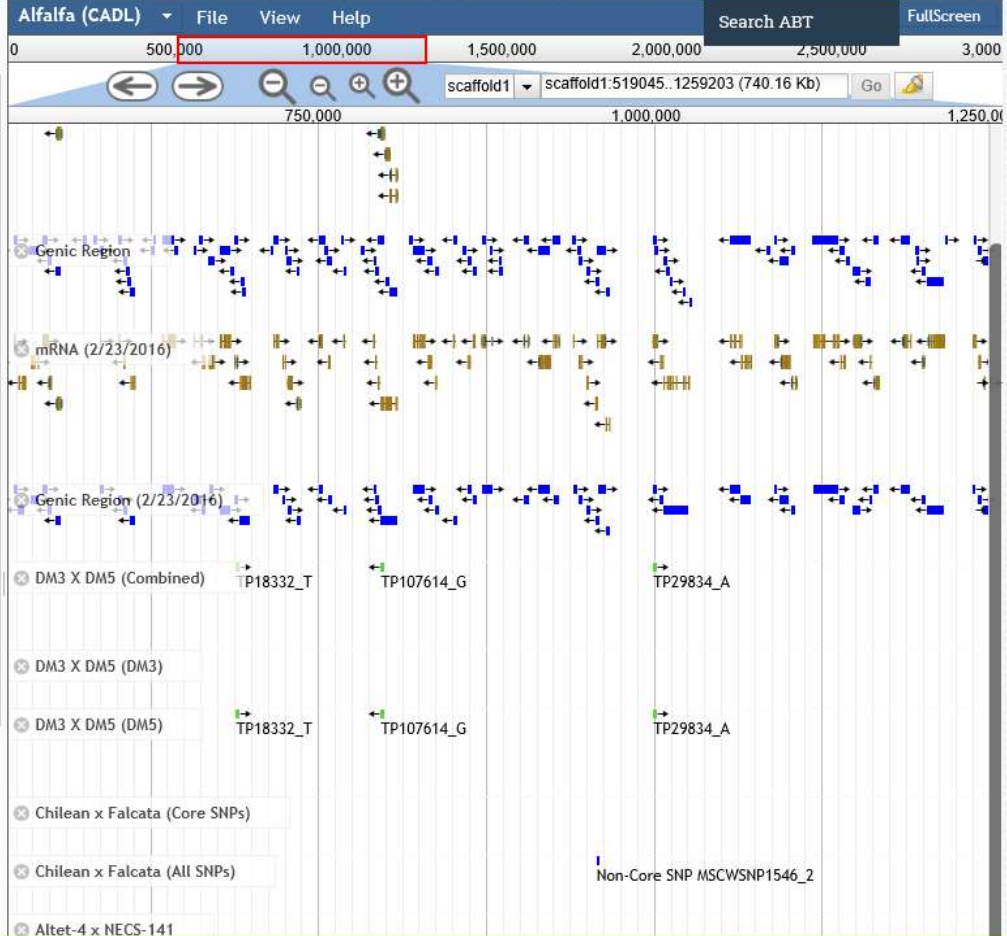 Alfalfa (CADL) File View Help Search ABT FullScreen
0 500,000 1,000,000 1,500,000 2,000,000 2,500,000 3,000
scaffold1 scaffold1:519045..1259203 (740.16 Kb) Go
750,000 1,000,000 1,250,0
Genic Region
mRNA (2/23/2016)
Genic Region (2/23/2016)
DM3 X DM5 (Combined) TP18332_T TP107614_G TP29834_A
DM3 X DM5 (DM3)
DM3 X DM5 (DM5) TP18332_T TP107614_G TP29834_A
Chilean x Falcata (Core SNPs)
Chilean x Falcata (All SNPs) Non-Core SNP MSCWSNP1546_2
Altet-4 x NECS-141